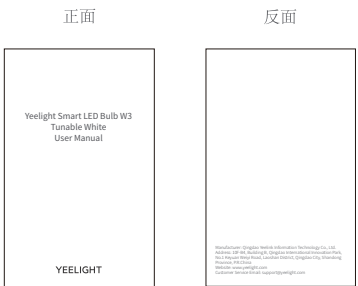 正面
反面
Yeelight Smart LED Bulb W3
Tunable White
User Manual
YEELIGHT
Manufacturer: Qingdao Yeelink Information Technology Co., Ltd.
Address: 10F-B4, Building B, Qingdao International Innovation Park,
No.1 Keyuan Weiyi Road, Laoshan District, Qingdao City, Shandong
Province, P.R.China
Website: www.yeelight.com
Customer Service Email: support@yeelight.com